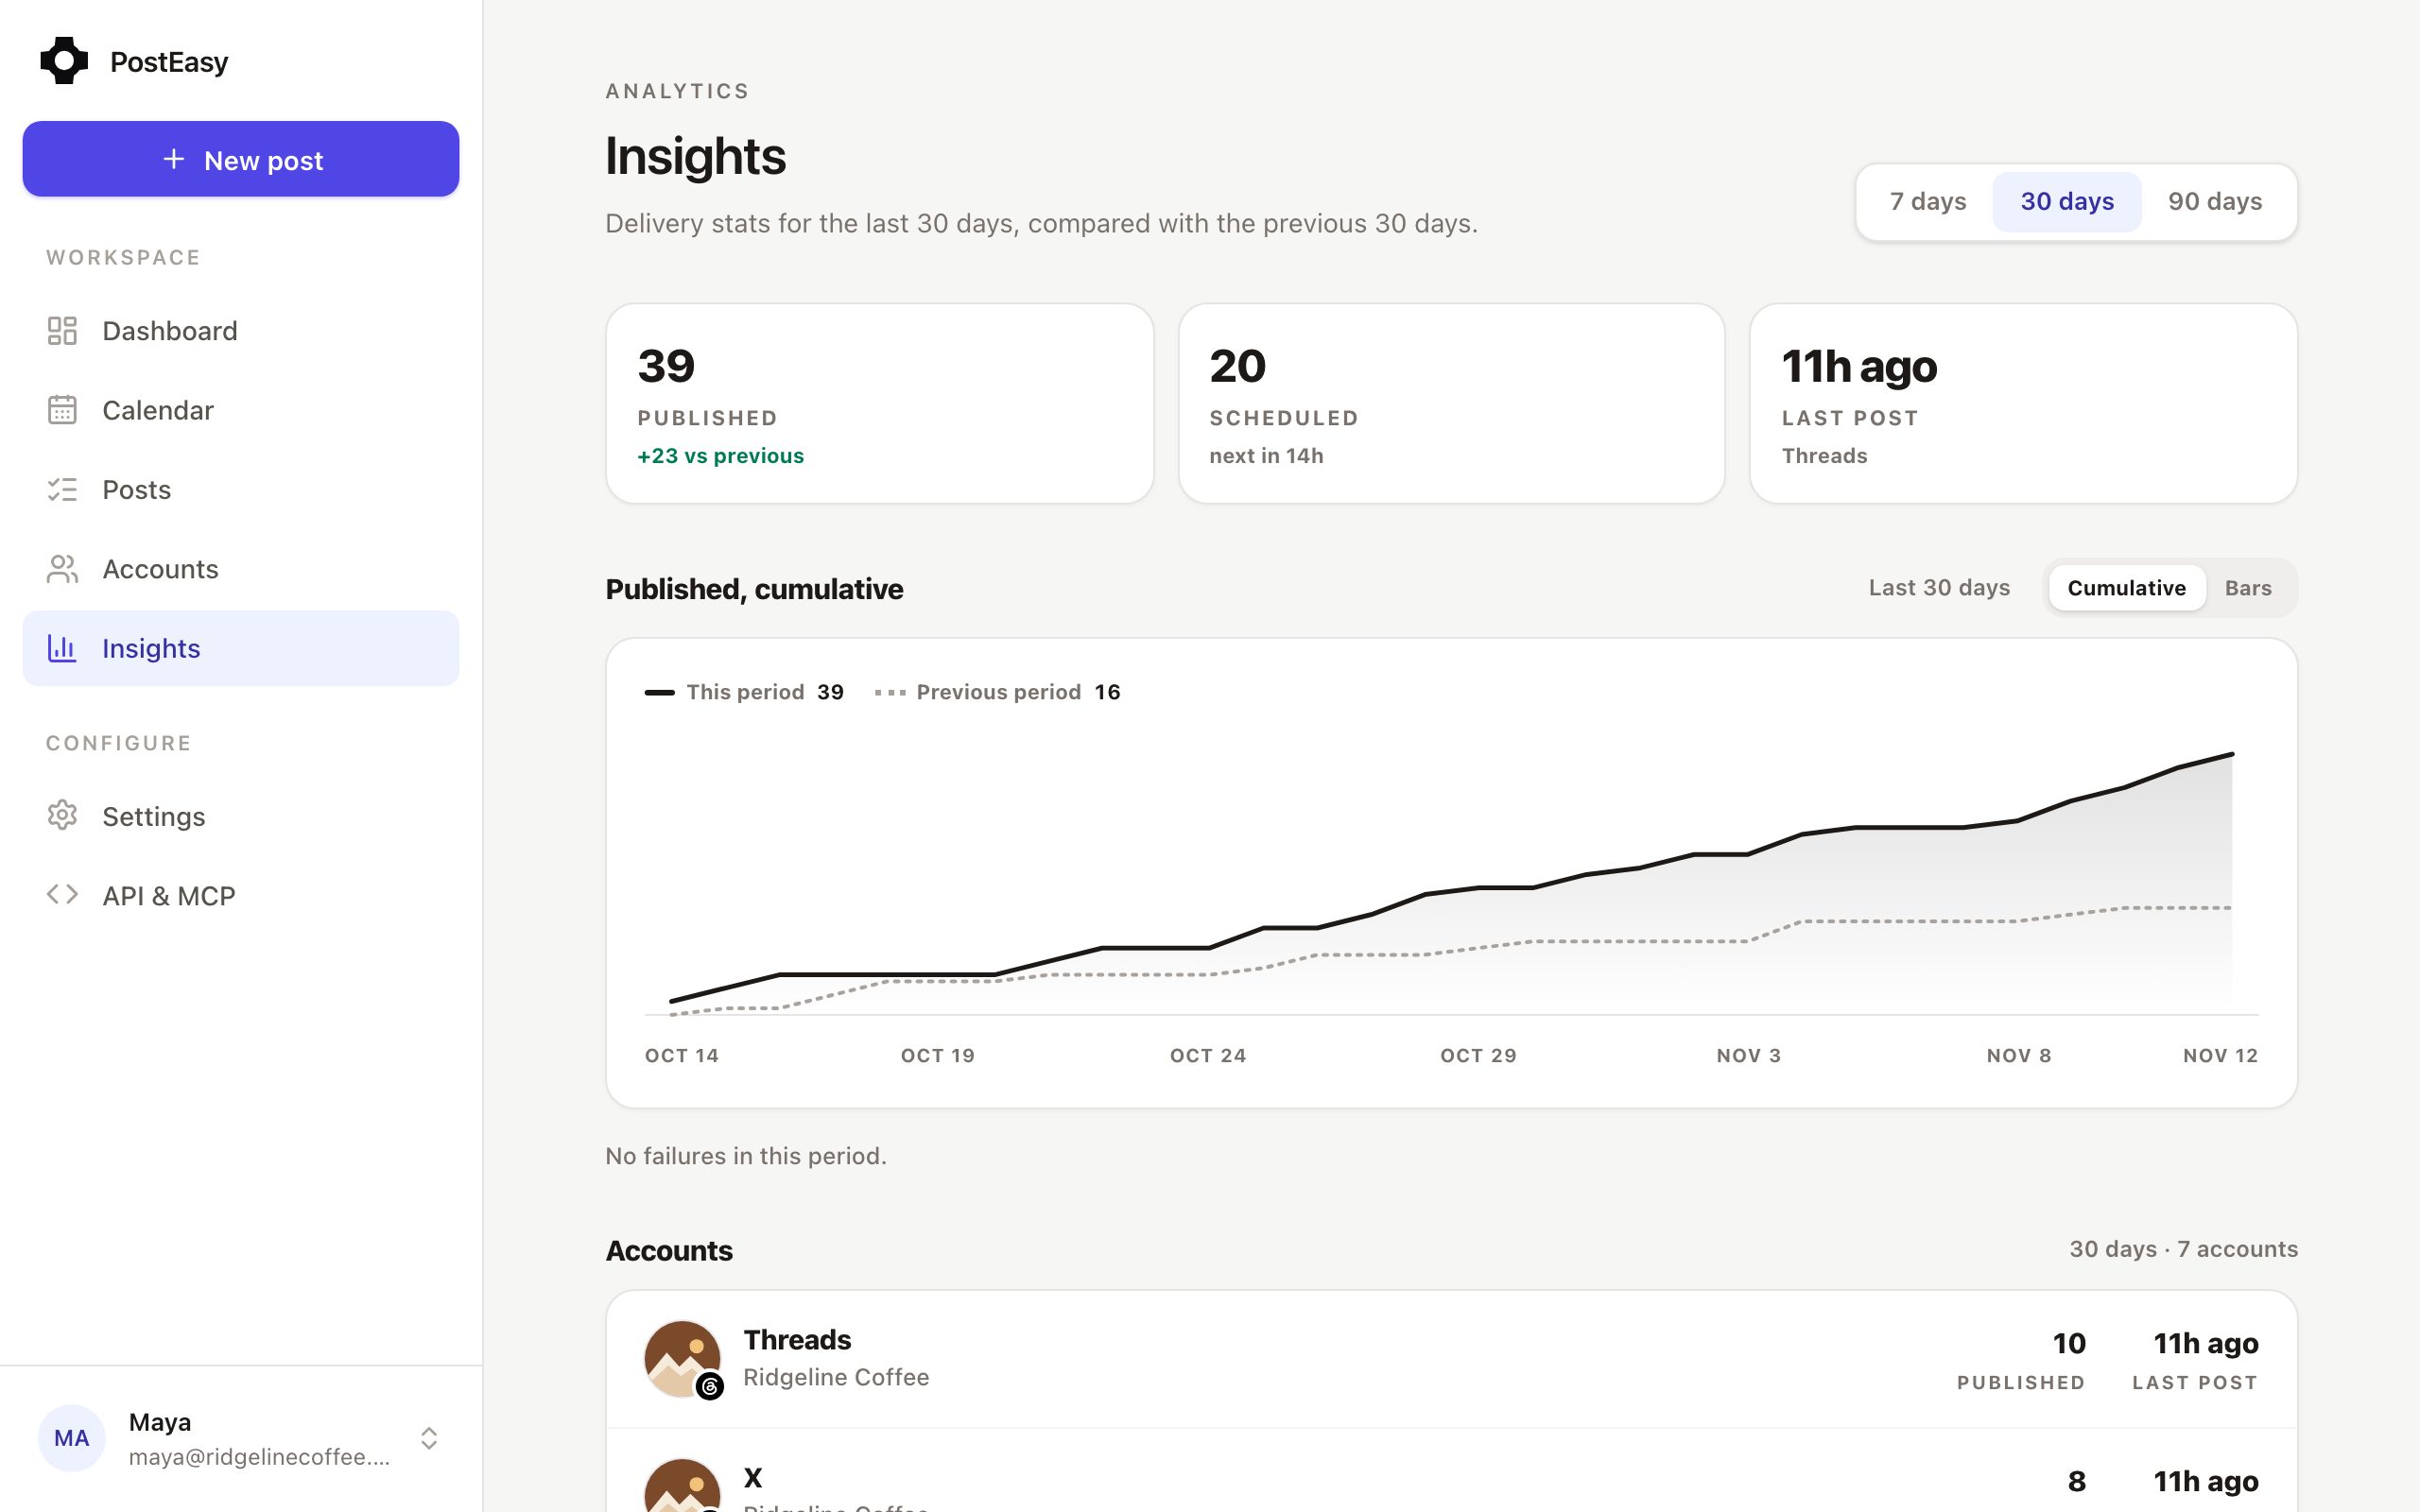 PostEasy
New post
WORKSPACE
Dashboard
Calendar
Posts
Accounts
Insights
CONFIGURE
Settings
API & MCP
MA
Maya
maya@ridgelinecoffee....
ANALYTICS
Insights
Delivery stats for the last 30 days, compared with the previous 30 days.
7 days 30 days 90 days
39
PUBLISHED
+23 vs previous
20
SCHEDULED
next in 14h
11h ago
LAST POST
Threads
Published, cumulative
Last 30 days Cumulative Bars
This period 39 Previous period 16
OCT 14 OCT 19 OCT 24 OCT 29 NOV 3 NOV 8 NOV 12
No failures in this period.
Accounts
30 days · 7 accounts
Threads
Ridgeline Coffee
10 11h ago
PUBLISHED LAST POST
X
8 11h ago
Ridgeline Coffee